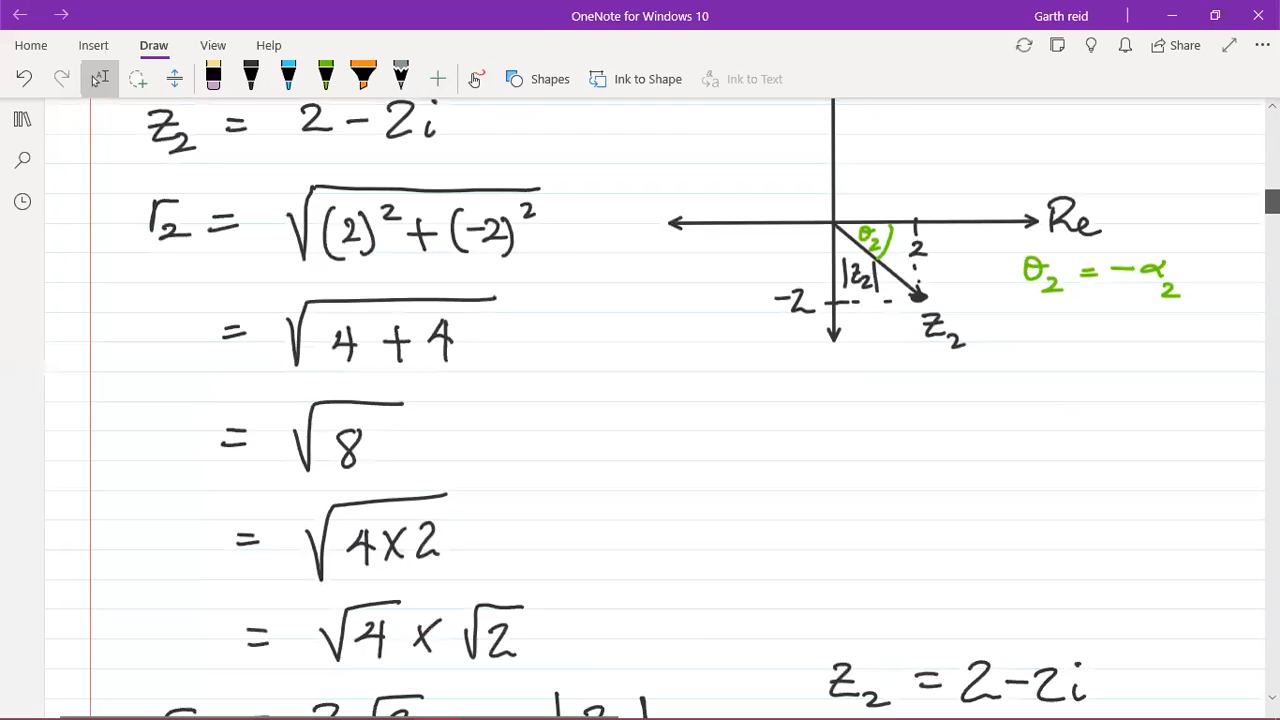 OneNote for Windows 10
Garth reid
Home Insert Draw View Help
Share
Shapes Ink to Shape Ink to Text
z₂ = 2 - 2i
r₂ = √((2)² + (-2)²)
= √(4 + 4)
= √8
= √(4×2)
= √4 × √2
Re
θ₂
2
|z₂|
θ₂ = -α₂
-2
z₂
z₂ = 2 - 2i